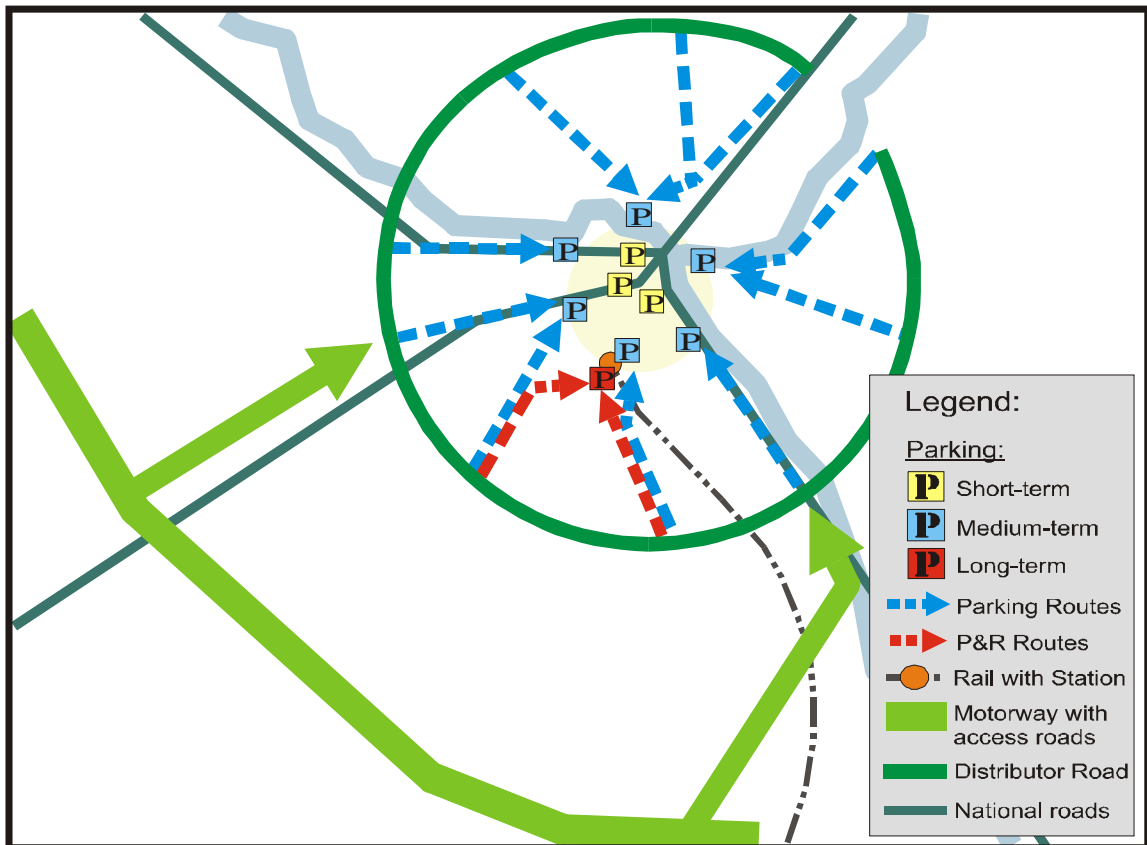 P
P
P
P
P
P
P
P
P
P
Legend:
Parking:
P Short-term
P Medium-term
P Long-term
Parking Routes
P&R Routes
Rail with Station
Motorway with
access roads
Distributor Road
National roads